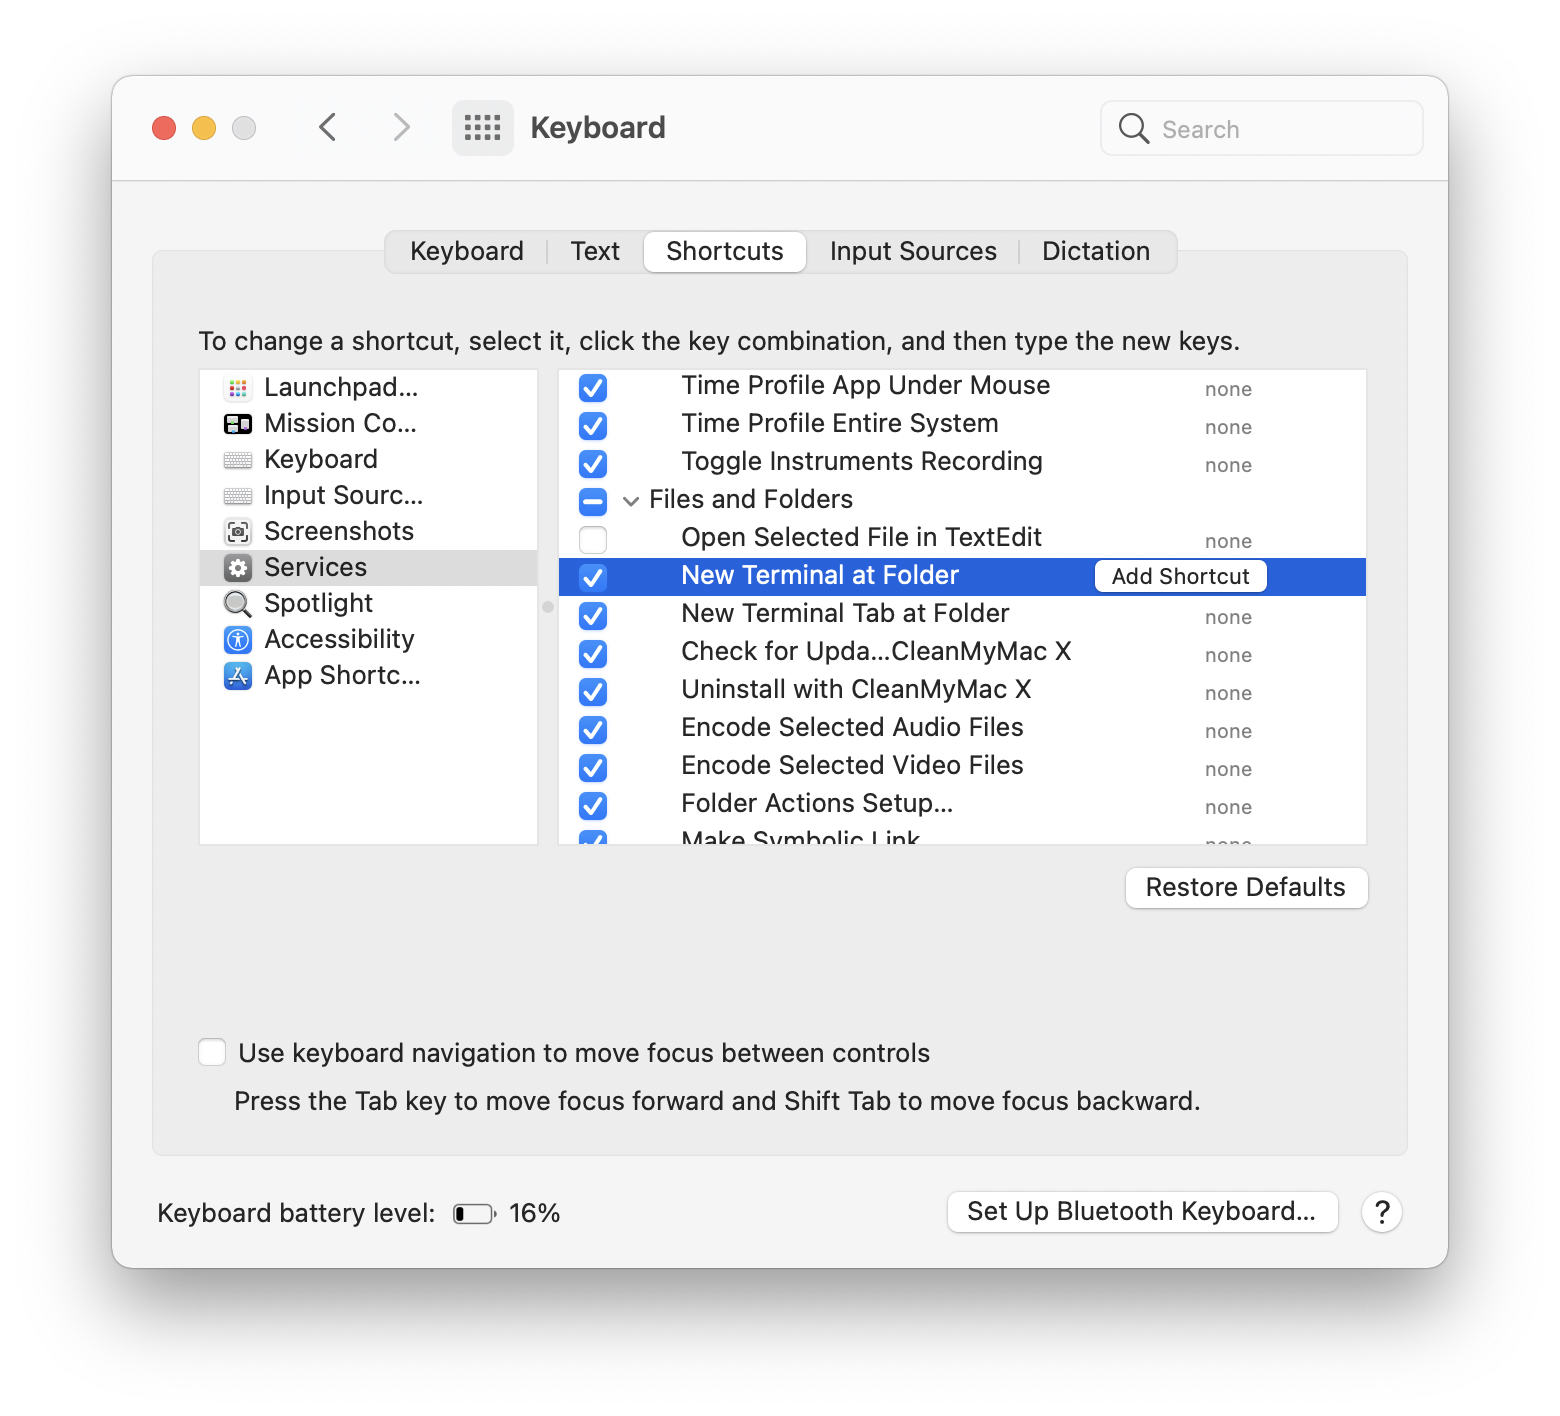 Keyboard
Search
Keyboard
Text
Shortcuts
Input Sources
Dictation
To change a shortcut, select it, click the key combination, and then type the new keys.
Launchpad...
Mission Co...
Keyboard
Input Sourc...
Screenshots
Services
Spotlight
Accessibility
App Shortc...
Time Profile App Under Mouse none
Time Profile Entire System none
Toggle Instruments Recording none
Files and Folders
Open Selected File in TextEdit none
New Terminal at Folder Add Shortcut
New Terminal Tab at Folder none
Check for Upda...CleanMyMac X none
Uninstall with CleanMyMac X none
Encode Selected Audio Files none
Encode Selected Video Files none
Folder Actions Setup... none
Make Symbolic Link none
Restore Defaults
Use keyboard navigation to move focus between controls
Press the Tab key to move focus forward and Shift Tab to move focus backward.
Keyboard battery level: 16%
Set Up Bluetooth Keyboard...
?